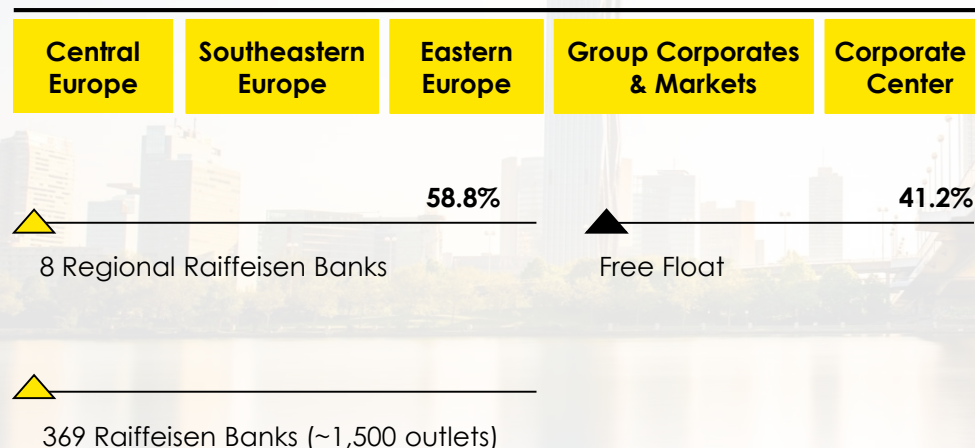 Central
Europe
Southeastern
Europe
Eastern
Europe
Group Corporates
& Markets
Corporate
Center
58.8%
41.2%
8 Regional Raiffeisen Banks
Free Float
369 Raiffeisen Banks (~1,500 outlets)